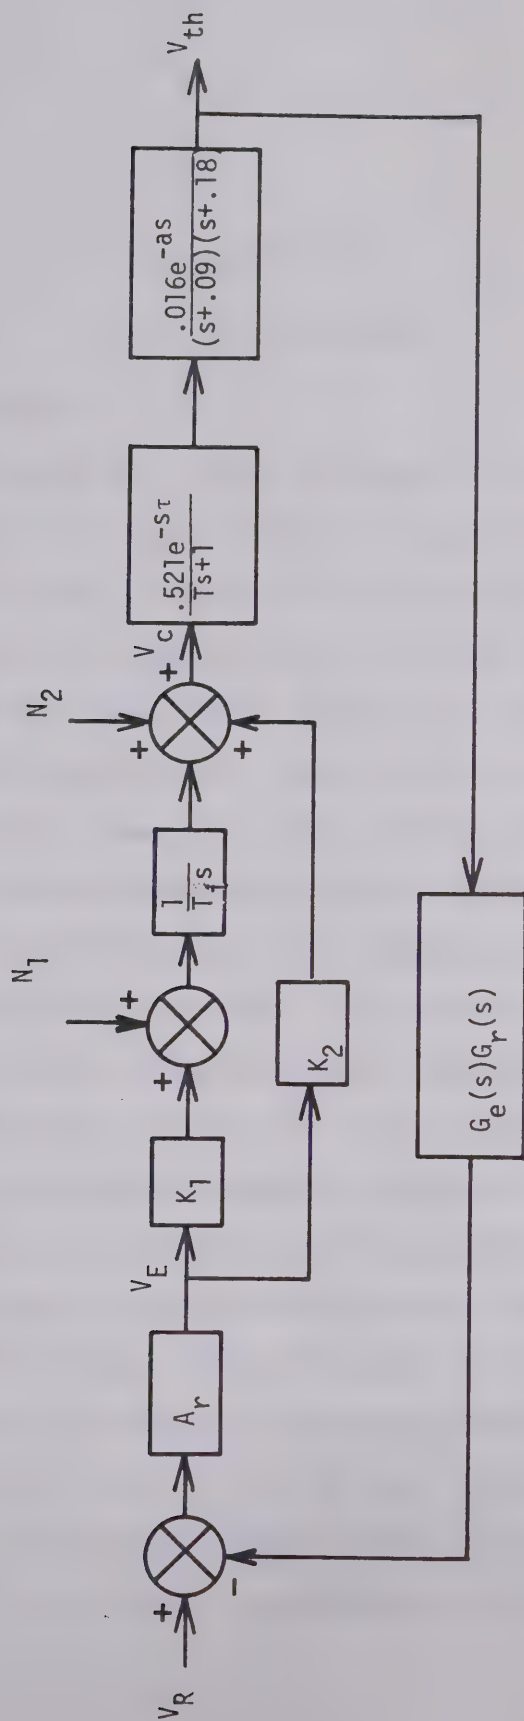 V_R
+
-
A_r
V_E
K_1
+
N_1
+
1
T_f s
N_2
+
+
+
V_c
K_2
.521e^-sτ
Ts+1
.016e^-as
(s+.09)(s+.18)
V_th
G_e(s)G_r(s)